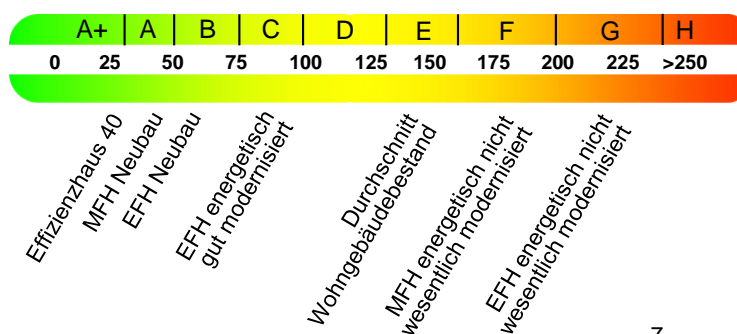 A+ A B C D E F G H
0 25 50 75 100 125 150 175 200 225 >250
Effizienzhaus 40
MFH Neubau
EFH Neubau
EFH energetisch
gut modernisiert
Durchschnitt
Wohngebäudebestand
MFH energetisch nicht
wesentlich modernisiert
EFH energetisch nicht
wesentlich modernisiert
7